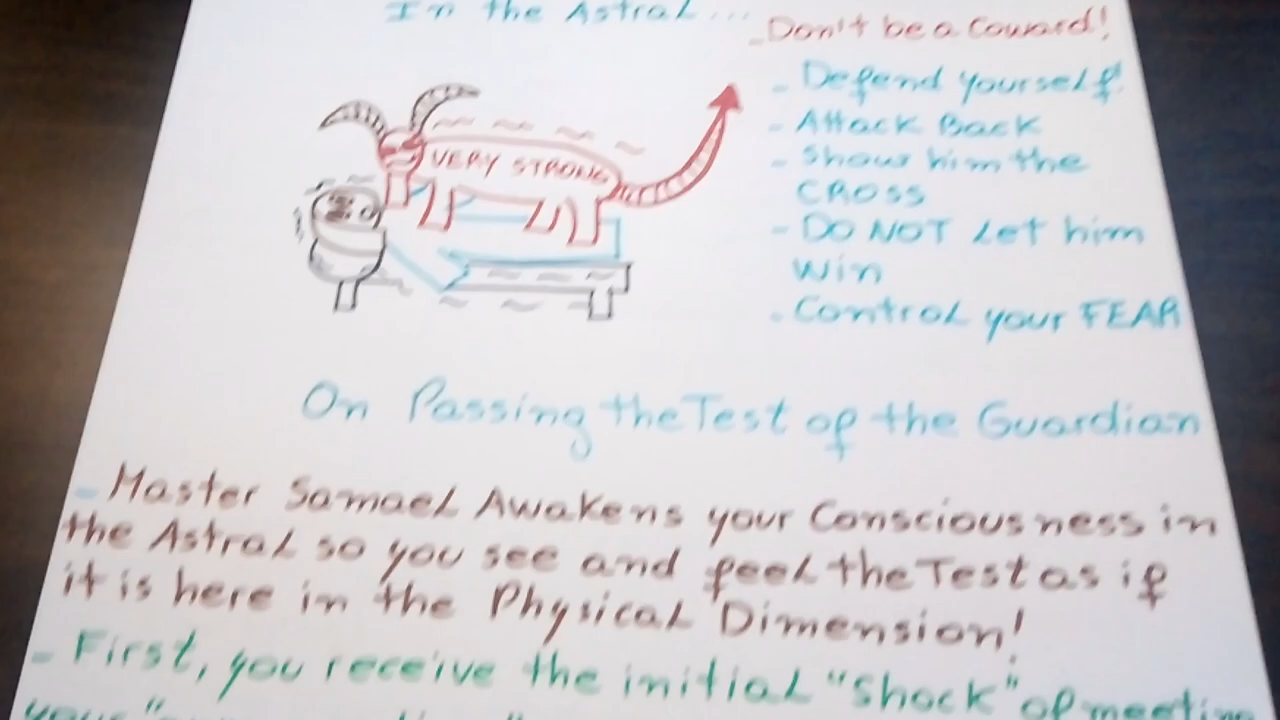 In the Astral...
- Don't be a Coward!
- Defend yourself
- Attack Back
- Show him the
CROSS
- DO NOT Let him
win
- Control your FEAR
VERY STRONG
On Passing the Test of the Guardian
- Master Samael Awakens your Consciousness in
the Astral so you see and feel the Test as if
it is here in the Physical Dimension!
- First, you receive the initial "Shock" of meeting
your "